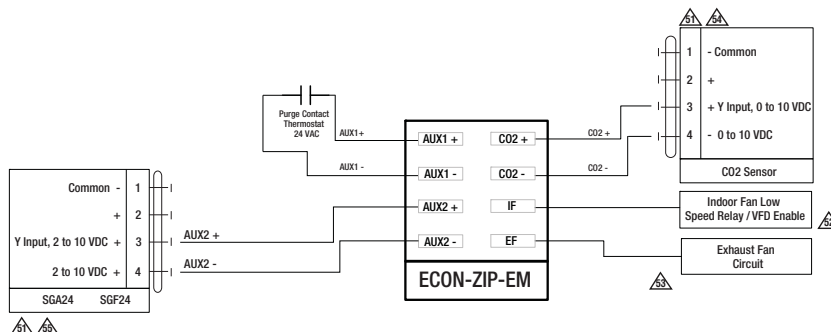 51 54
1 - Common
2 +
3 + Y Input, 0 to 10 VDC
4 - 0 to 10 VDC
CO2 Sensor
Purge Contact
Thermostat
24 VAC
AUX1+
AUX1 -
AUX1 + CO2 +
AUX1 - CO2 -
AUX2 + IF
AUX2 - EF
ECON-ZIP-EM
CO2 +
CO2 -
Indoor Fan Low
Speed Relay / VFD Enable
52
Exhaust Fan
Circuit
53
Common - 1
+ 2
Y Input, 2 to 10 VDC + 3
2 to 10 VDC + 4
AUX2 +
AUX2 -
SGA24 SGF24
51 55